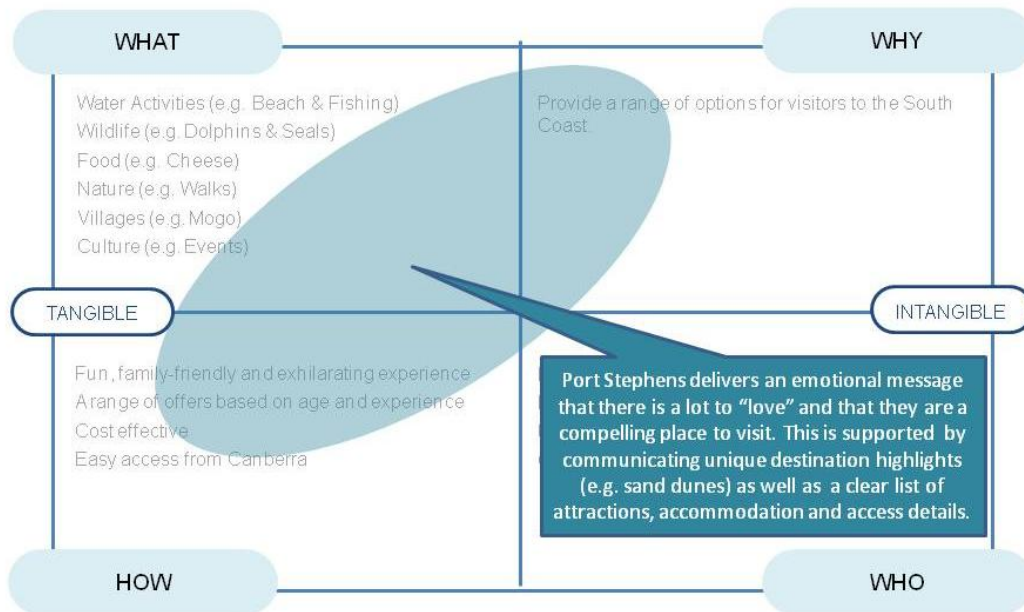 WHAT
WHY
Water Activities (e.g. Beach & Fishing)
Wildlife (e.g. Dolphins & Seals)
Food (e.g. Cheese)
Nature (e.g. Walks)
Villages (e.g. Mogo)
Culture (e.g. Events)
Provide a range of options for visitors to the South
Coast.
TANGIBLE
INTANGIBLE
Fun, family-friendly and exhilarating experience
A range of offers based on age and experience
Cost effective
Easy access from Canberra
Port Stephens delivers an emotional message
that there is a lot to “love” and that they are a
compelling place to visit. This is supported by
communicating unique destination highlights
(e.g. sand dunes) as well as a clear list of
attractions, accommodation and access details.
HOW
WHO